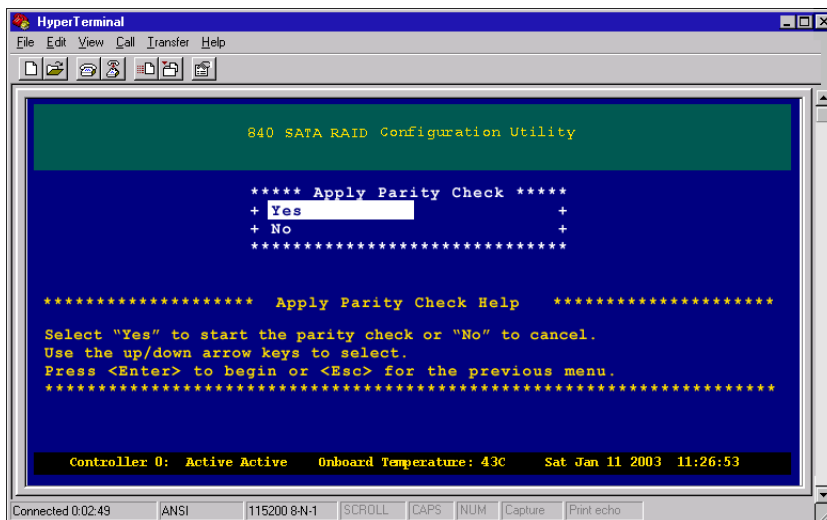 HyperTerminal
File Edit View Call Transfer Help
840 SATA RAID Configuration Utility
***** Apply Parity Check *****
+ Yes +
+ No +
******************************
******************** Apply Parity Check Help *********************
Select “Yes” to start the parity check or “No” to cancel.
Use the up/down arrow keys to select.
Press <Enter> to begin or <Esc> for the previous menu.
*********************************************************************
Controller 0: Active Active Onboard Temperature: 43C Sat Jan 11 2003 11:26:53
Connected 0:02:49 ANSI 115200 8-N-1 SCROLL CAPS NUM Capture Print echo